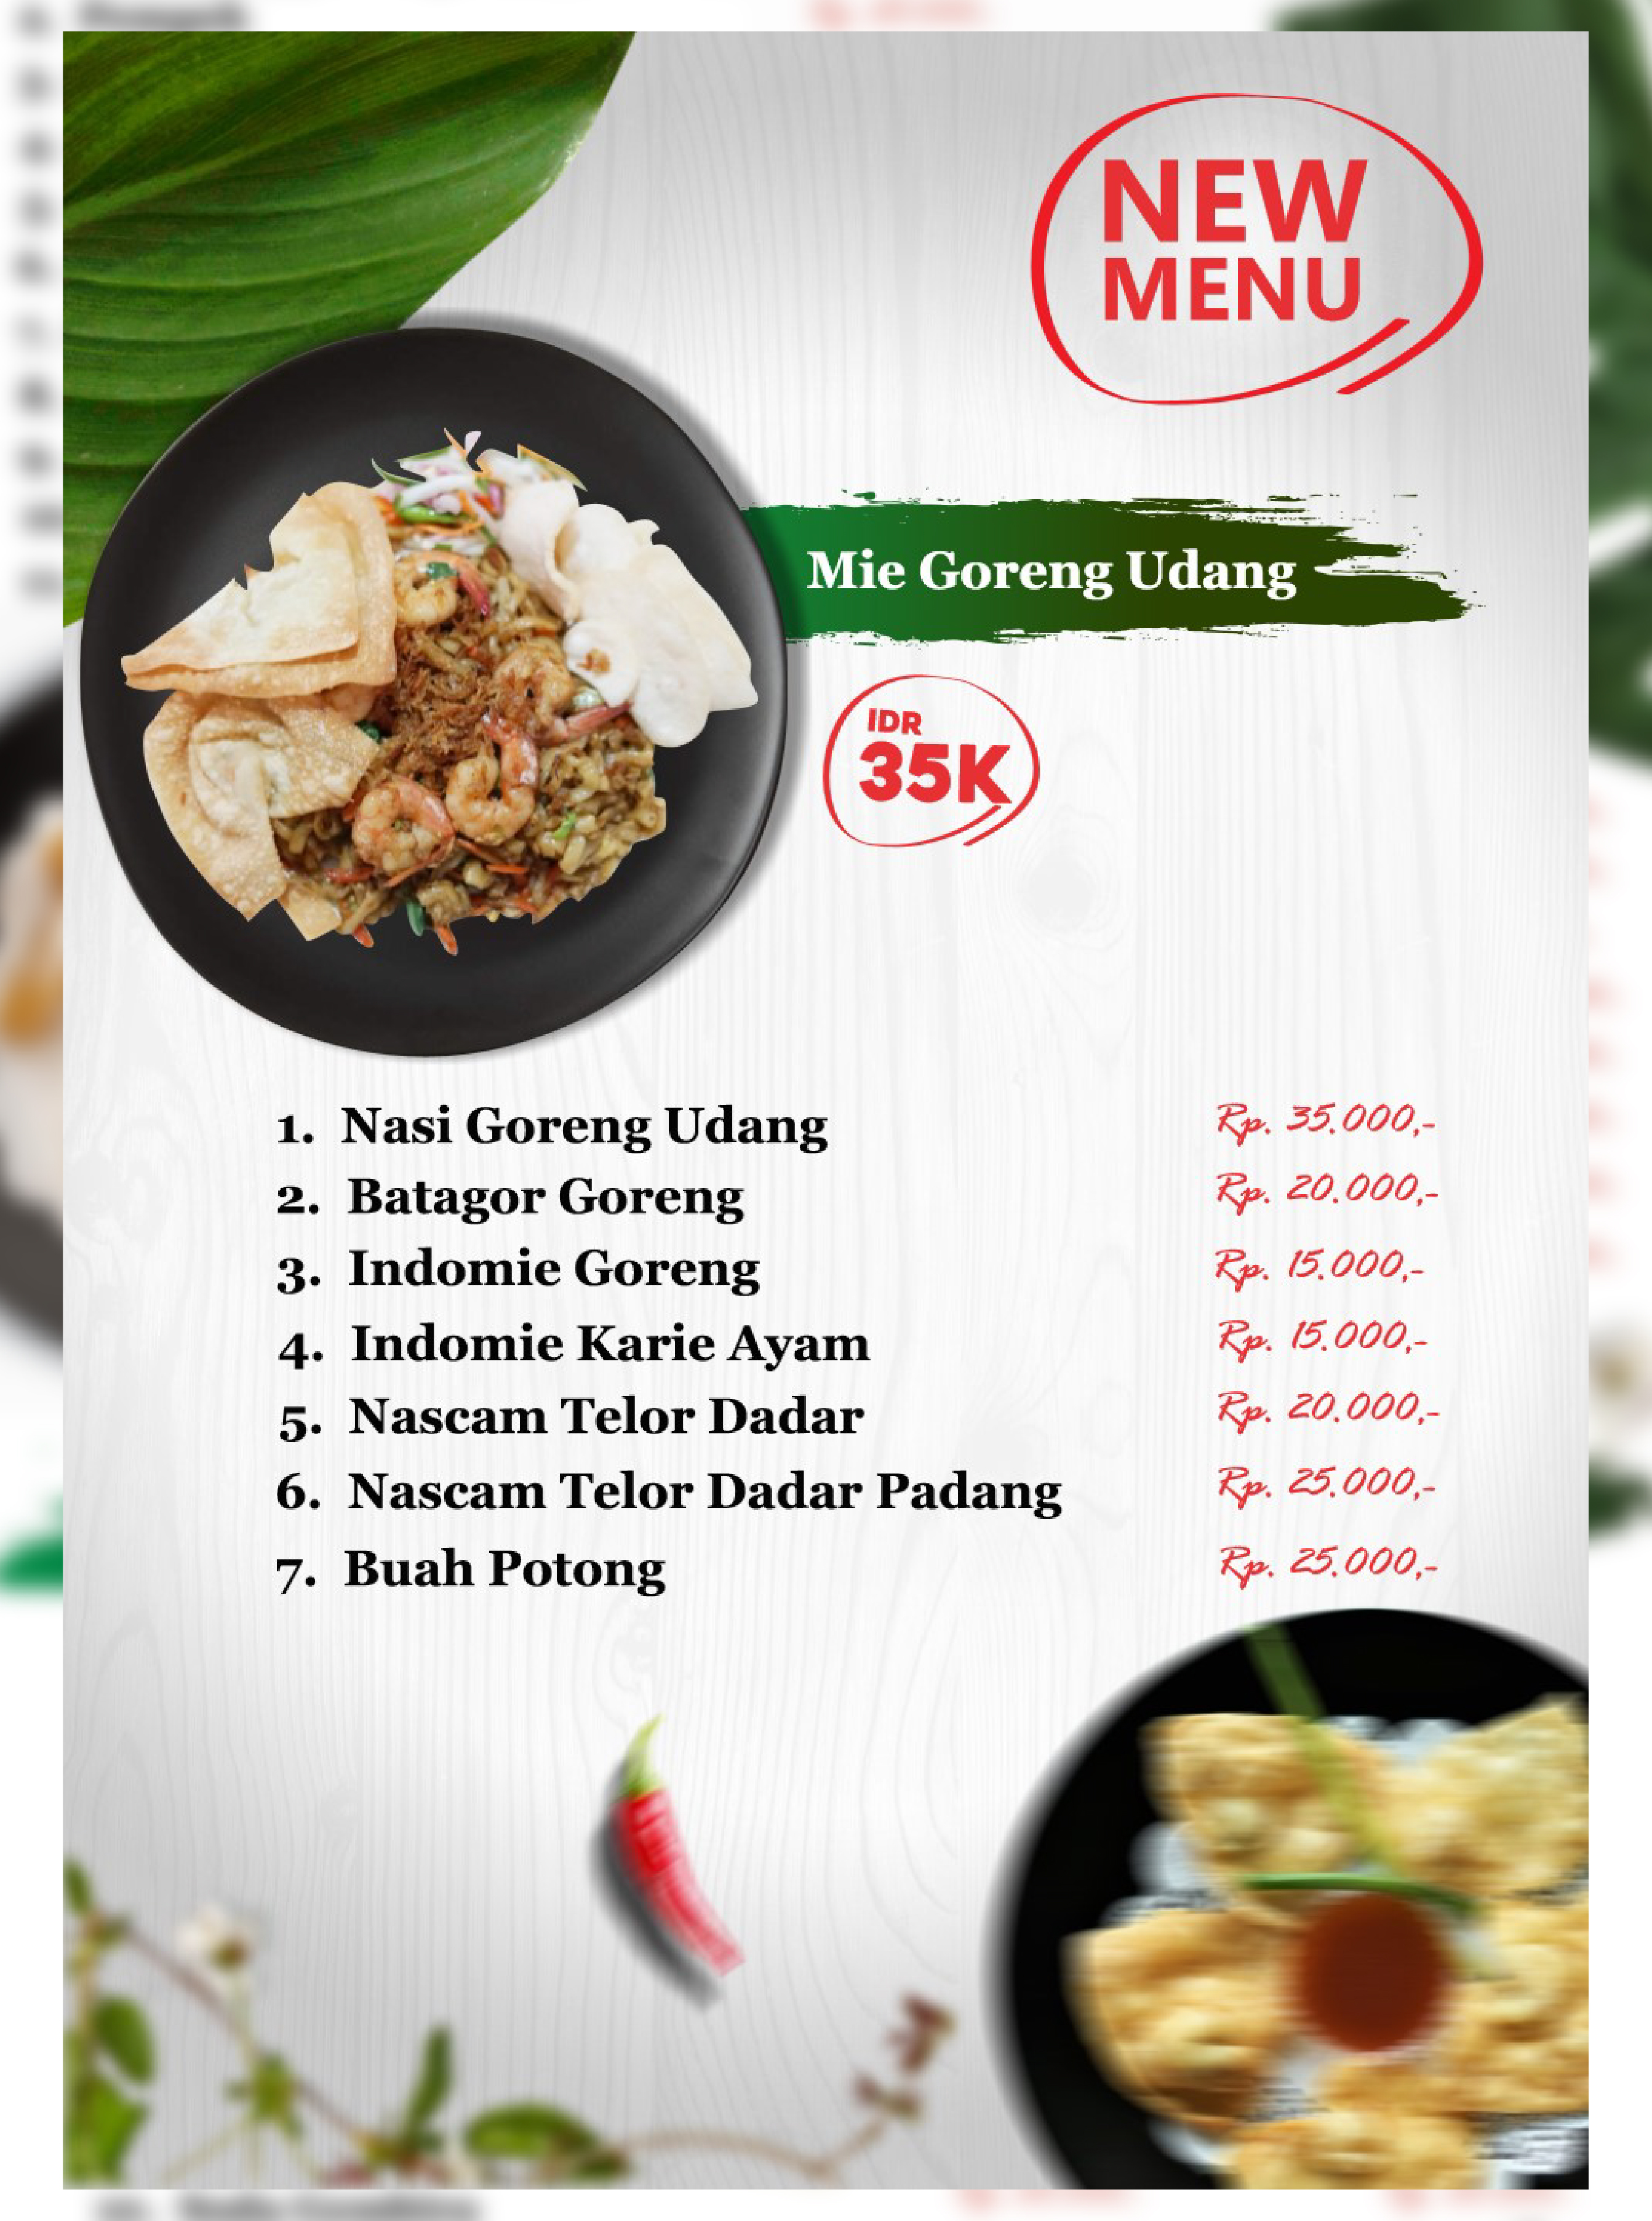 NEW
MENU
Mie Goreng Udang
IDR
35K
1. Nasi Goreng Udang Rp. 35.000,-
2. Batagor Goreng Rp. 20.000,-
3. Indomie Goreng Rp. 15.000,-
4. Indomie Karie Ayam Rp. 15.000,-
5. Nascam Telor Dadar Rp. 20.000,-
6. Nascam Telor Dadar Padang Rp. 25.000,-
7. Buah Potong Rp. 25.000,-